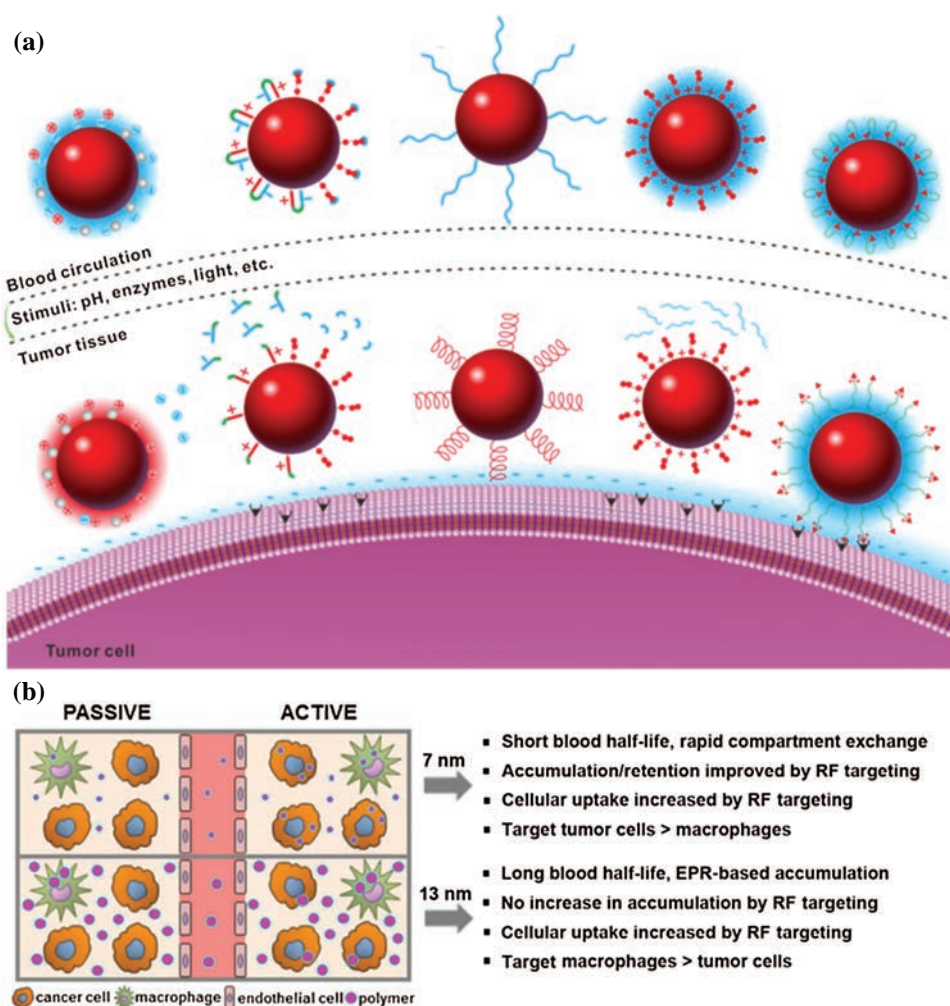 (a)
Blood circulation
Stimuli: pH, enzymes, light, etc.
Tumor tissue
Tumor cell
(b)
PASSIVE ACTIVE
7 nm
▪ Short blood half-life, rapid compartment exchange
▪ Accumulation/retention improved by RF targeting
▪ Cellular uptake increased by RF targeting
▪ Target tumor cells > macrophages
13 nm
▪ Long blood half-life, EPR-based accumulation
▪ No increase in accumulation by RF targeting
▪ Cellular uptake increased by RF targeting
▪ Target macrophages > tumor cells
cancer cell macrophage endothelial cell polymer